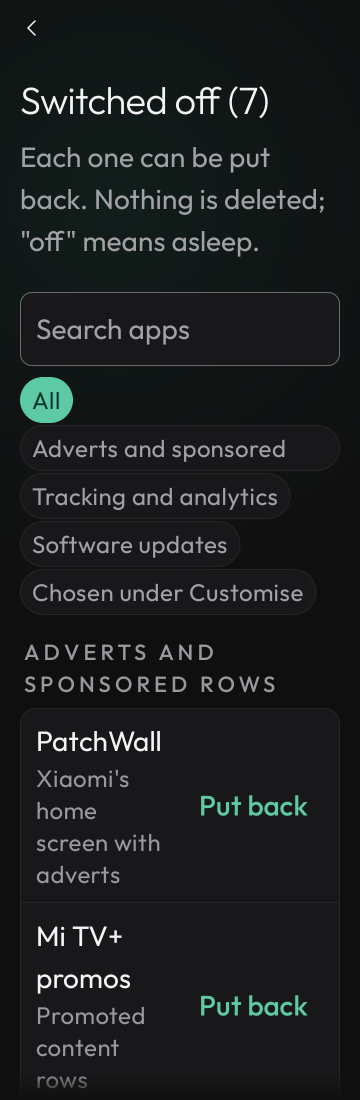 Switched off (7)
Each one can be put
back. Nothing is deleted;
"off" means asleep.
Search apps
All
Adverts and sponsored
Tracking and analytics
Software updates
Chosen under Customise
ADVERTS AND
SPONSORED ROWS
PatchWall
Xiaomi's
home
screen with
adverts
Put back
Mi TV+
promos
Promoted
content
rows
Put back